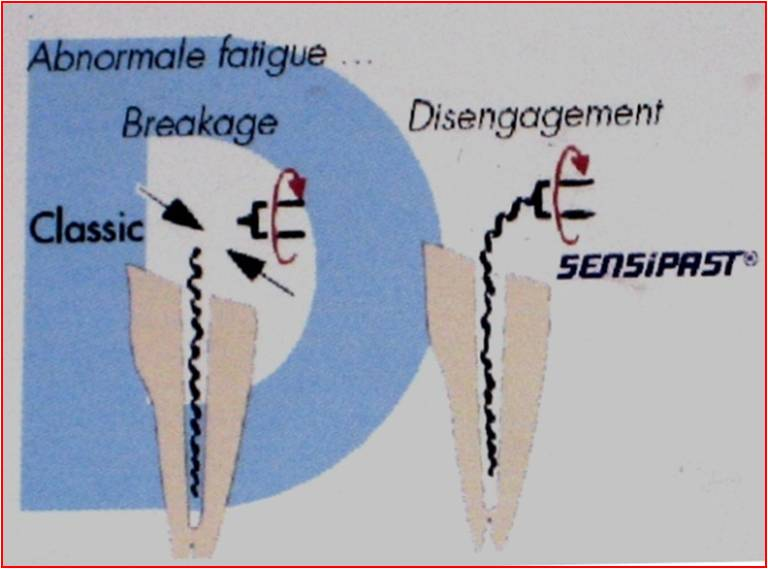 Abnormale fatigue ...
Breakage
Disengagement
Classic
SENSiPAST®